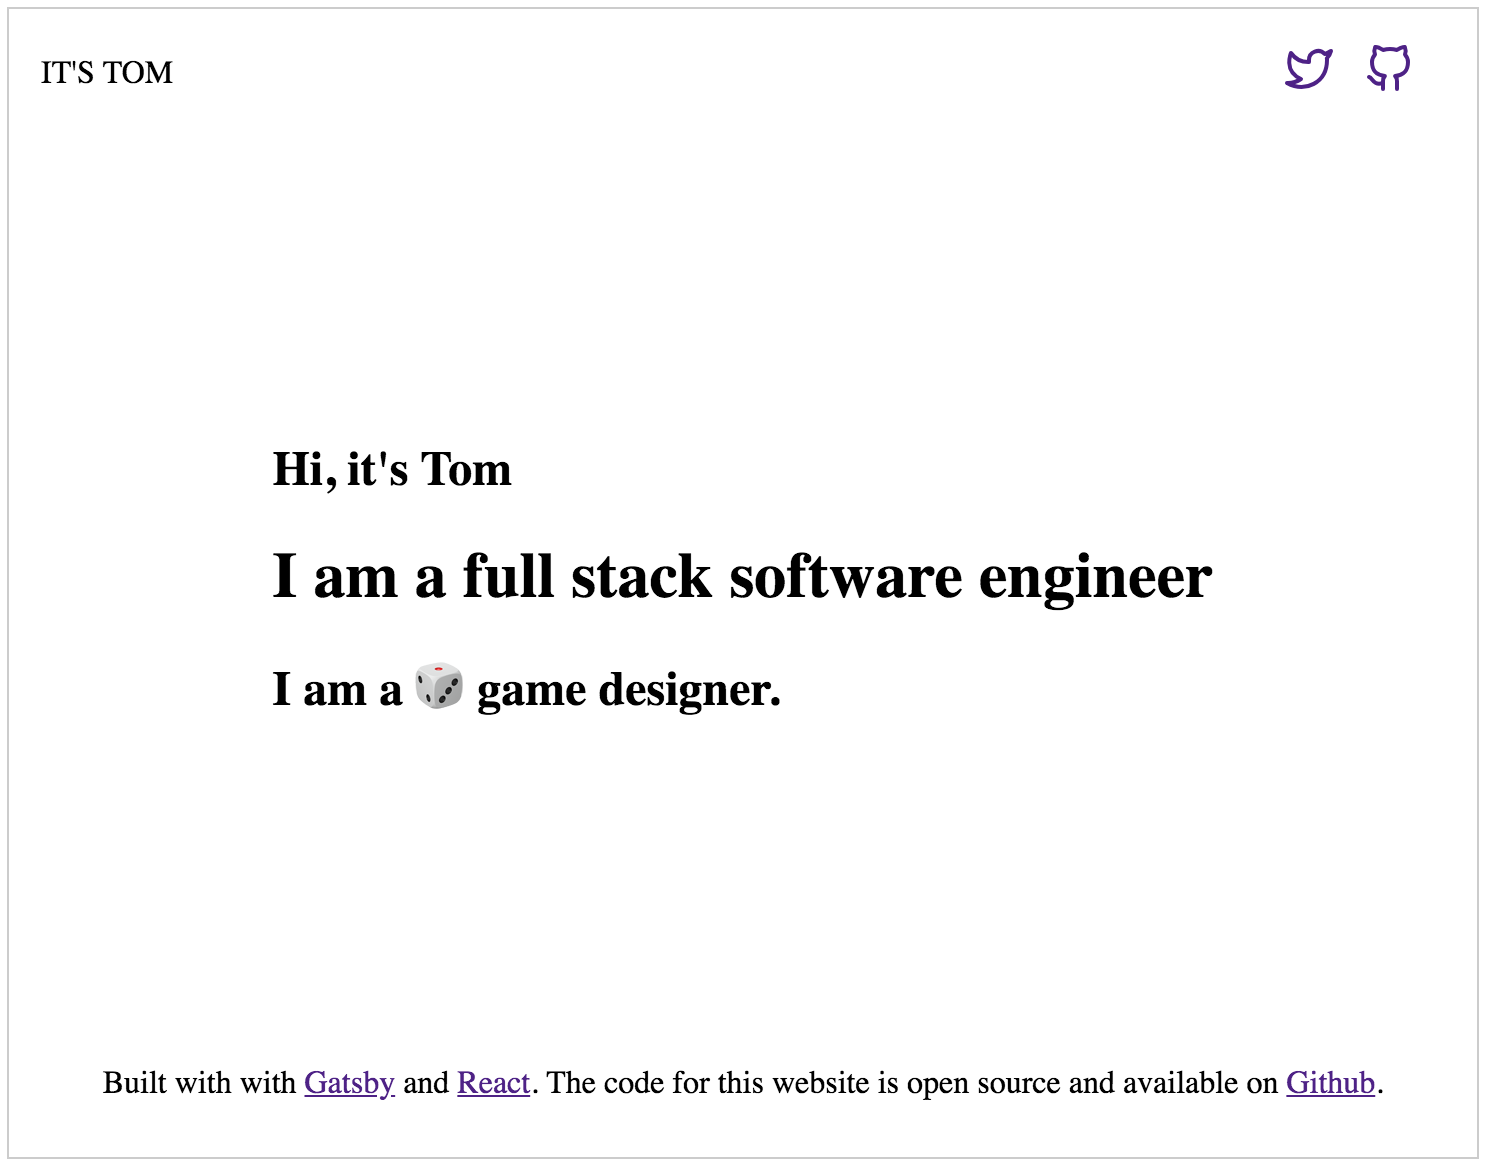 IT'S TOM
Hi, it's Tom
I am a full stack software engineer
I am a 🎲 game designer.
Built with with Gatsby and React. The code for this website is open source and available on Github.